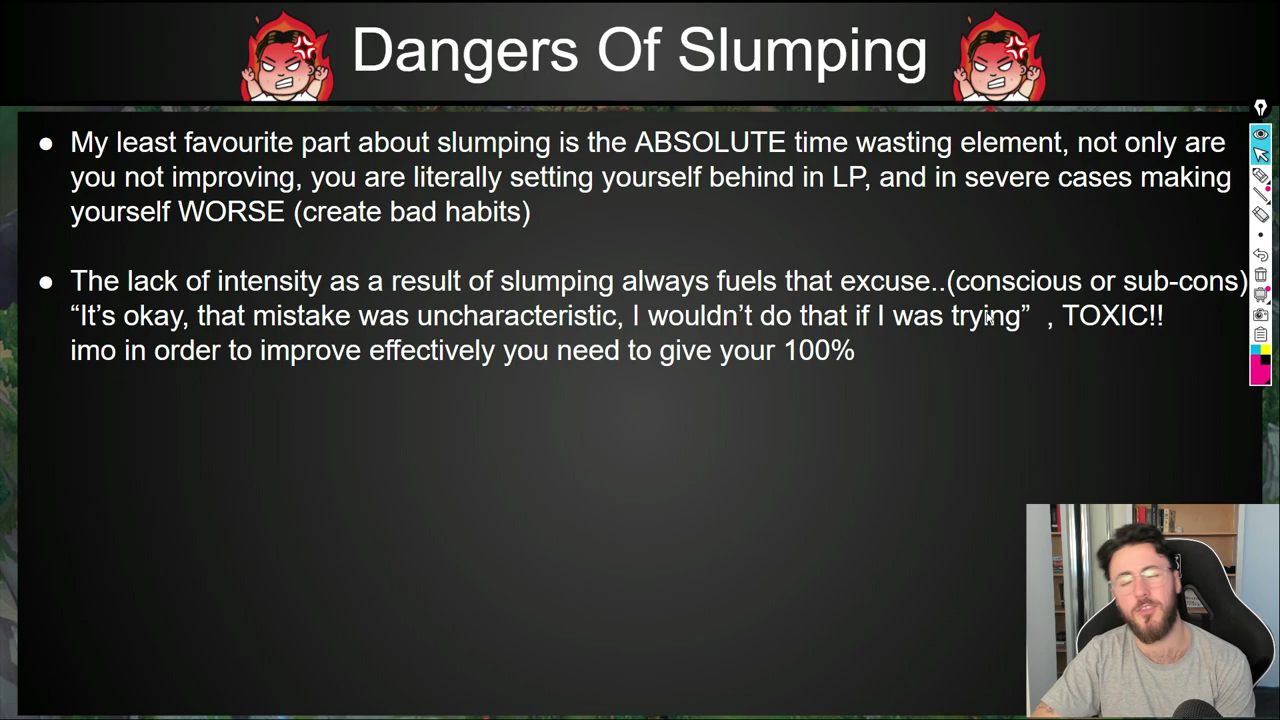 Dangers Of Slumping
● My least favourite part about slumping is the ABSOLUTE time wasting element, not only are
you not improving, you are literally setting yourself behind in LP, and in severe cases making
yourself WORSE (create bad habits)
● The lack of intensity as a result of slumping always fuels that excuse..(conscious or sub-cons)
“It’s okay, that mistake was uncharacteristic, I wouldn’t do that if I was trying” , TOXIC!!
imo in order to improve effectively you need to give your 100%